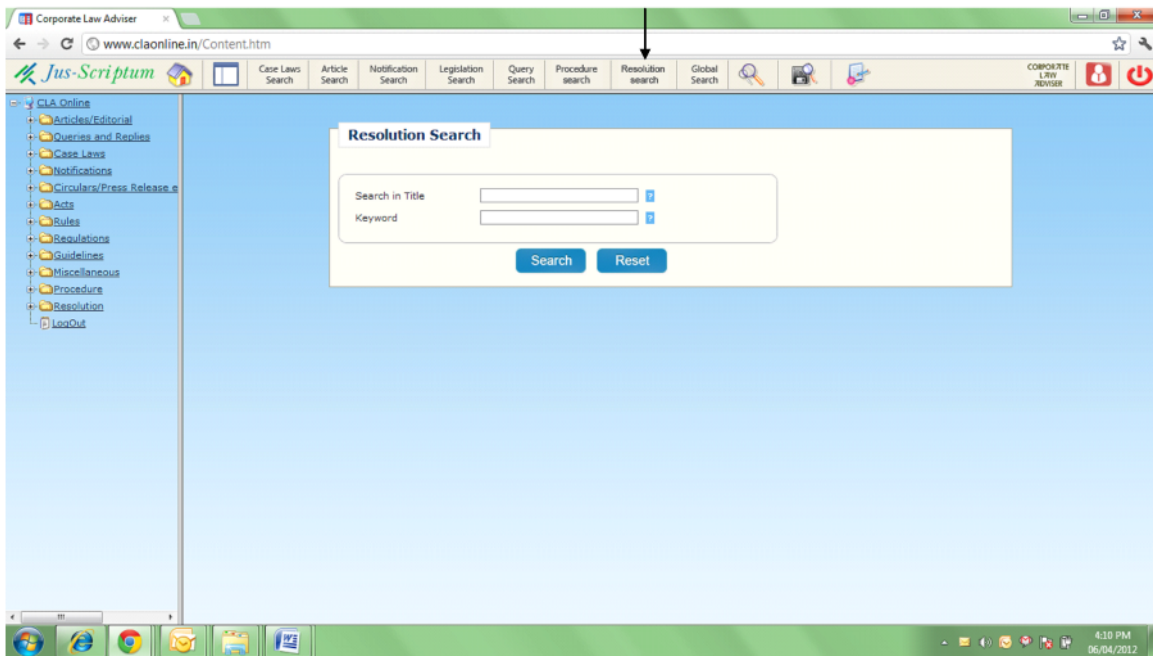 Corporate Law Adviser
www.claonline.in/Content.htm
Jus-Scriptum
Case Laws Search
Article Search
Notification Search
Legislation Search
Query Search
Procedure search
Resolution search
Global Search
CORPORATE LAW ADVISER
CLA Online
Articles/Editorial
Queries and Replies
Case Laws
Notifications
Circulars/Press Release e
Acts
Rules
Regulations
Guidelines
Miscellaneous
Procedure
Resolution
LogOut
Resolution Search
Search in Title
?
Keyword
?
Search
Reset
4:10 PM
06/04/2012